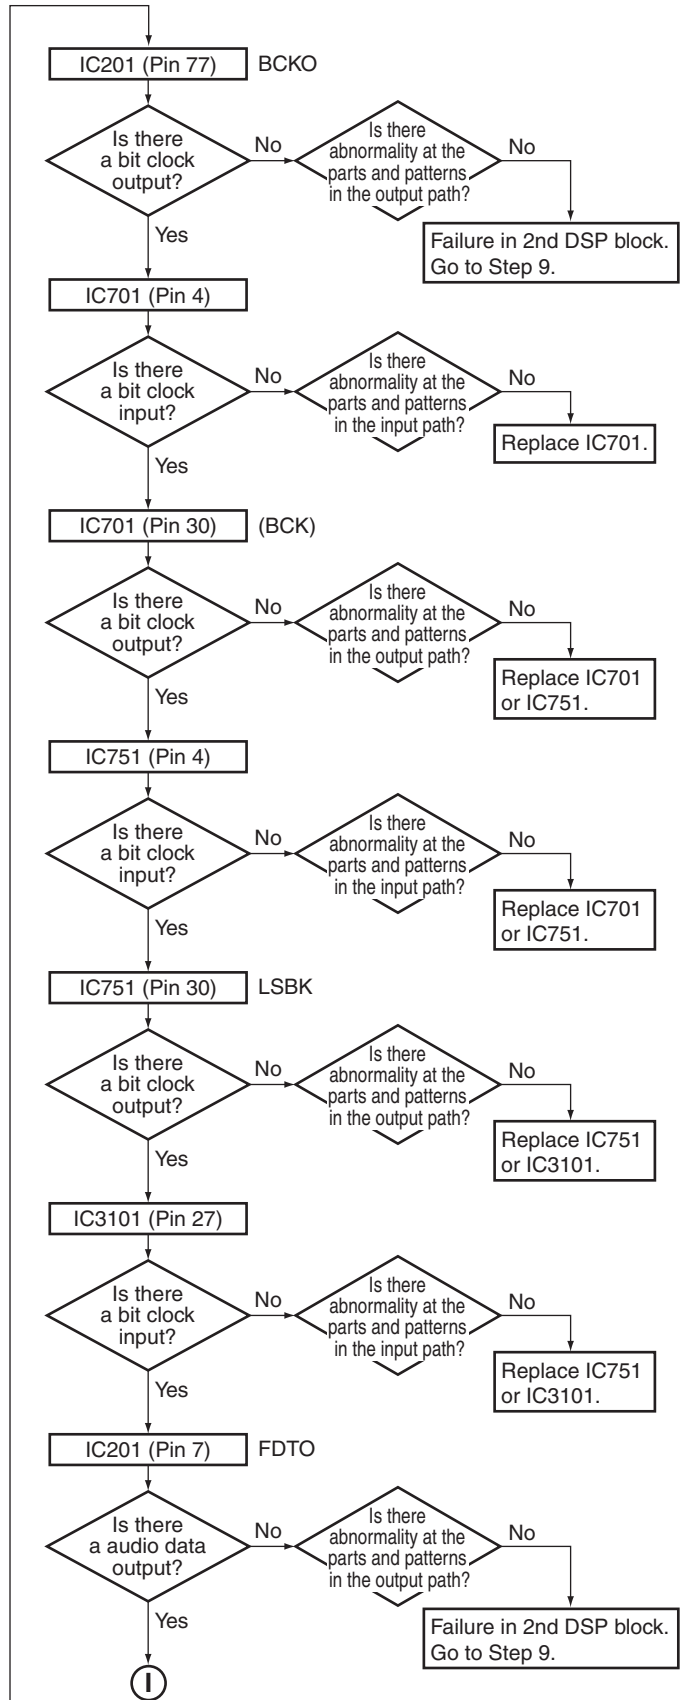 IC201 (Pin 77)
BCKO
Is there
a bit clock
output?
No
Is there
abnormality at the
parts and patterns
in the output path?
No
Failure in 2nd DSP block.
Go to Step 9.
Yes
IC701 (Pin 4)
Is there
a bit clock
input?
No
Is there
abnormality at the
parts and patterns
in the input path?
No
Replace IC701.
Yes
IC701 (Pin 30)
(BCK)
Is there
a bit clock
output?
No
Is there
abnormality at the
parts and patterns
in the output path?
No
Replace IC701
or IC751.
Yes
IC751 (Pin 4)
Is there
a bit clock
input?
No
Is there
abnormality at the
parts and patterns
in the input path?
No
Replace IC701
or IC751.
Yes
IC751 (Pin 30)
LSBK
Is there
a bit clock
output?
No
Is there
abnormality at the
parts and patterns
in the output path?
No
Replace IC751
or IC3101.
Yes
IC3101 (Pin 27)
Is there
a bit clock
input?
No
Is there
abnormality at the
parts and patterns
in the input path?
No
Replace IC751
or IC3101.
Yes
IC201 (Pin 7)
FDTO
Is there
a audio data
output?
No
Is there
abnormality at the
parts and patterns
in the output path?
No
Failure in 2nd DSP block.
Go to Step 9.
Yes
I